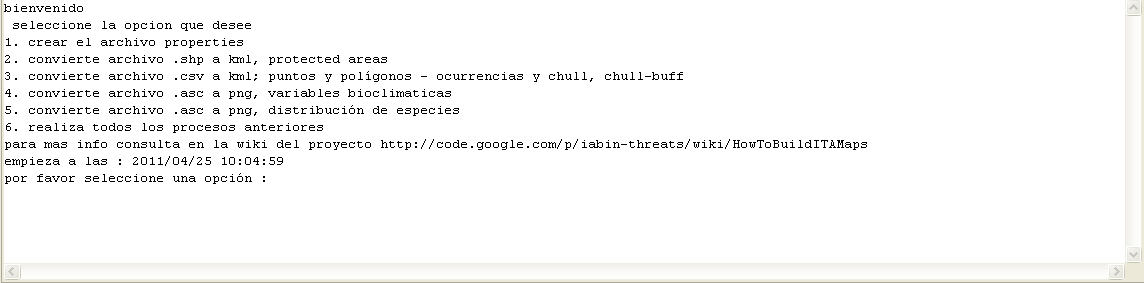 bienvenido
seleccione la opcion que desee
1. crear el archivo properties
2. convierte archivo .shp a kml, protected areas
3. convierte archivo .csv a kml; puntos y polígonos - ocurrencias y chull, chull-buff
4. convierte archivo .asc a png, variables bioclimaticas
5. convierte archivo .asc a png, distribución de especies
6. realiza todos los procesos anteriores
para mas info consulta en la wiki del proyecto http://code.google.com/p/iabin-threats/wiki/HowToBuildITAMaps
empieza a las : 2011/04/25 10:04:59
por favor seleccione una opción :